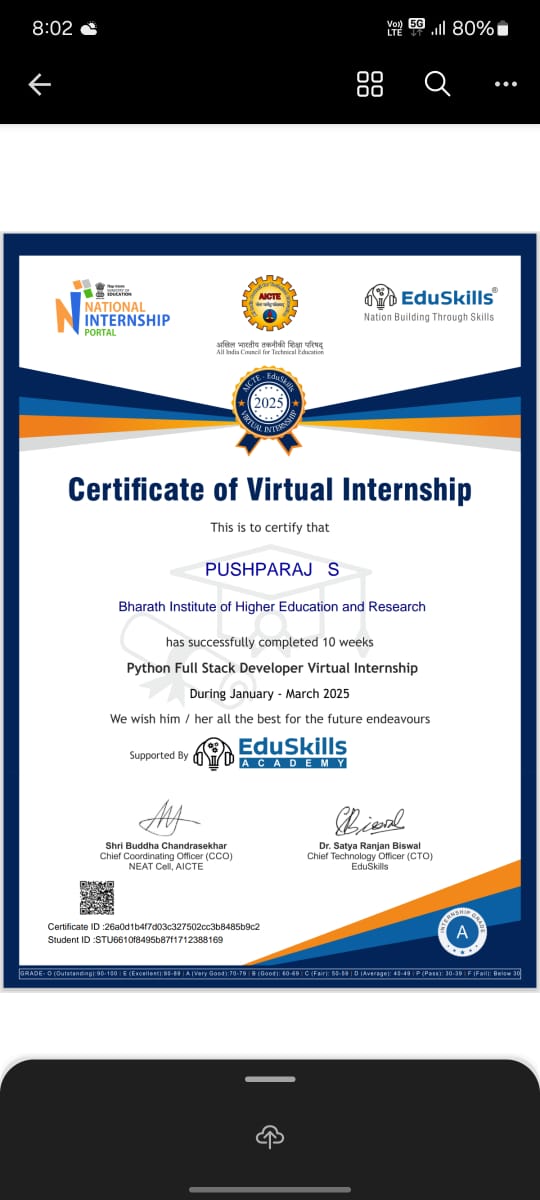 8:02
Vo))
LTE
5G
80%
MINISTRY OF
EDUCATION
NATIONAL
INTERNSHIP
PORTAL
AICTE
अखिल भारतीय तकनीकी शिक्षा परिषद्
All India Council for Technical Education
EduSkills®
Nation Building Through Skills
AICTE - EduSkills
2025
VIRTUAL INTERNSHIP
Certificate of Virtual Internship
This is to certify that
PUSHPARAJ S
Bharath Institute of Higher Education and Research
has successfully completed 10 weeks
Python Full Stack Developer Virtual Internship
During January - March 2025
We wish him / her all the best for the future endeavours
Supported By
EduSkills
ACADEMY
Shri Buddha Chandrasekhar
Chief Coordinating Officer (CCO)
NEAT Cell, AICTE
Dr. Satya Ranjan Biswal
Chief Technology Officer (CTO)
EduSkills
Certificate ID :26a0d1b4f7d03c327502cc3b8485b9c2
Student ID :STU6610f8495b87f1712388169
INTERNSHIP GRADE
A
GRADE- O (Outstanding):90-100 | E (Excellent):80-89 | A (Very Good):70-79 | B (Good): 60-69 | C (Fair): 50-59 | D (Average): 40-49 | P (Pass): 30-39 | F (Fail): Below 30